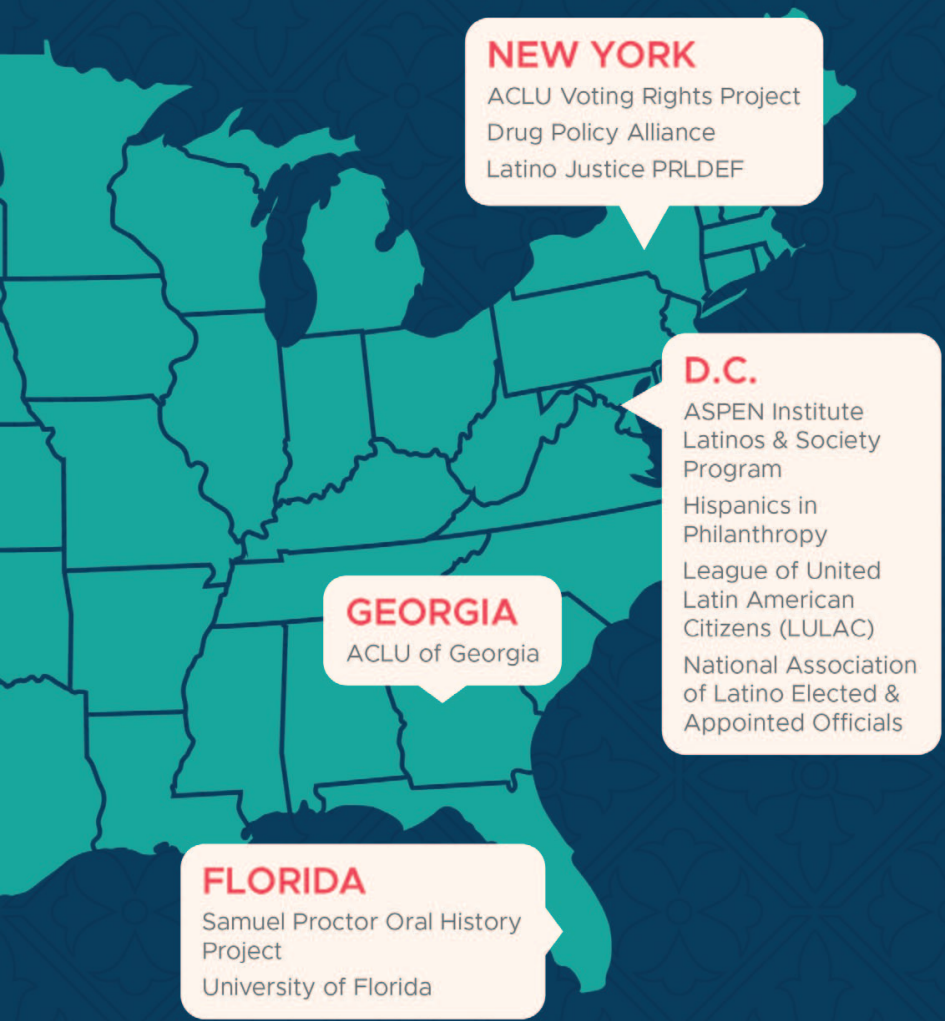 NEW YORK
ACLU Voting Rights Project
Drug Policy Alliance
Latino Justice PRLDEF
D.C.
ASPEN Institute
Latinos & Society
Program
Hispanics in
Philanthropy
League of United
Latin American
Citizens (LULAC)
National Association
of Latino Elected &
Appointed Officials
GEORGIA
ACLU of Georgia
FLORIDA
Samuel Proctor Oral History
Project
University of Florida